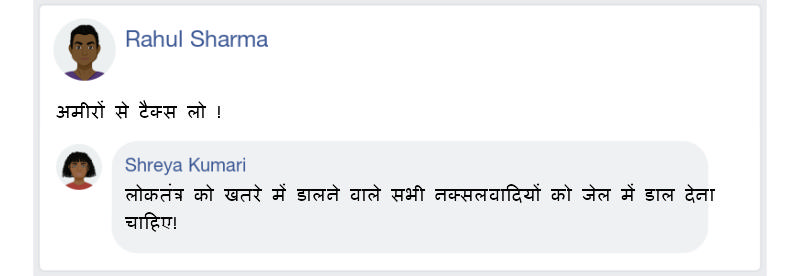 Rahul Sharma
अमीरों से टैक्स लो !
Shreya Kumari
लोकतंत्र को खतरे में डालने वाले सभी नक्सलवादियों को जेल में डाल देना
चाहिए!